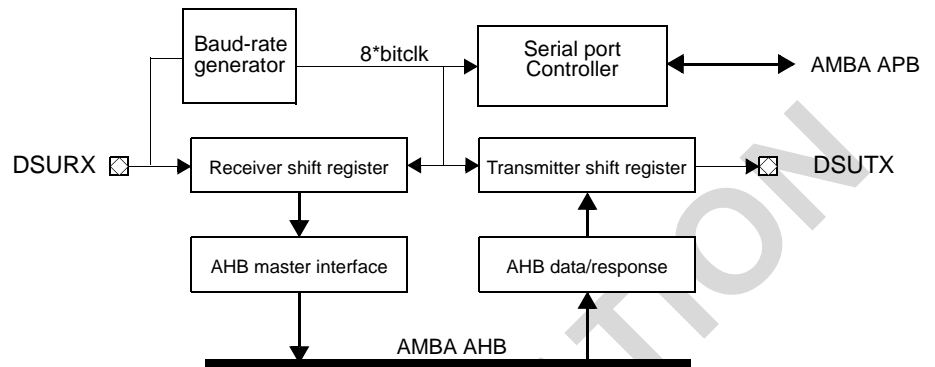 Baud-rate
generator
8*bitclk
Serial port
Controller
AMBA APB
DSURX
Receiver shift register
Transmitter shift register
DSUTX
AHB master interface
AHB data/response
AMBA AHB
TION